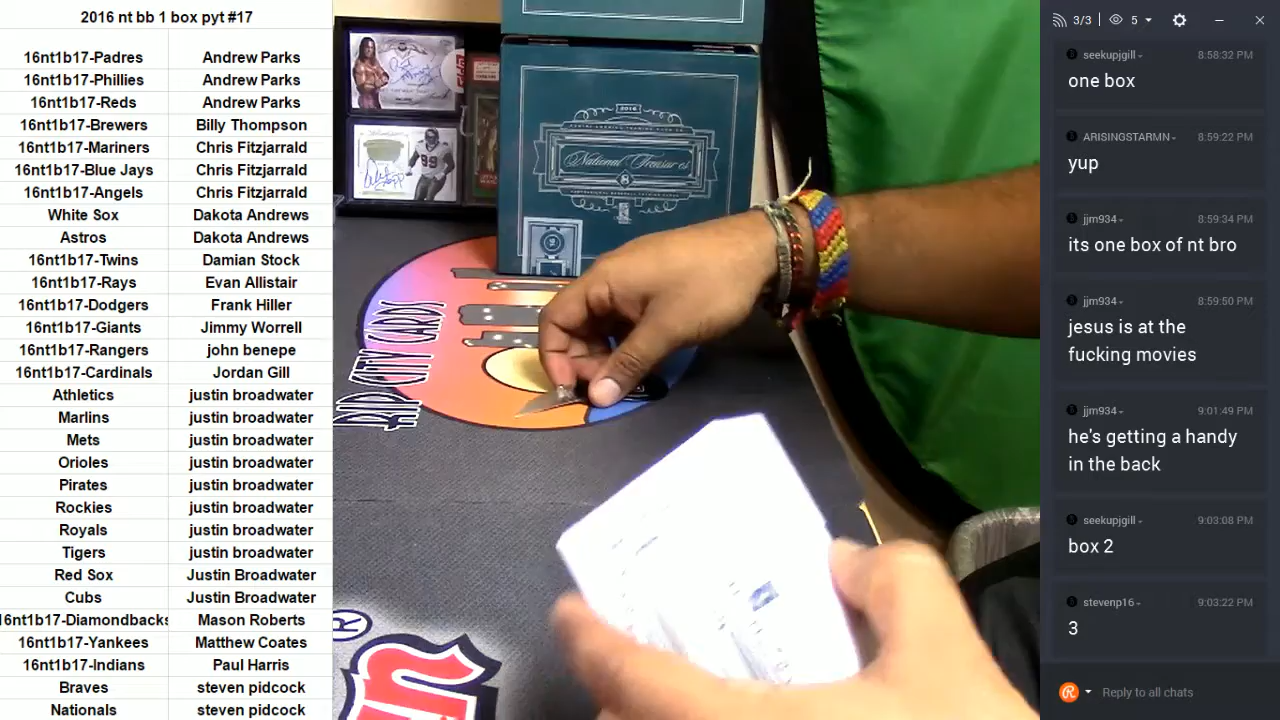 2016 nt bb 1 box pyt #17
16nt1b17-Padres Andrew Parks
16nt1b17-Phillies Andrew Parks
16nt1b17-Reds Andrew Parks
16nt1b17-Brewers Billy Thompson
16nt1b17-Mariners Chris Fitzjarrald
16nt1b17-Blue Jays Chris Fitzjarrald
16nt1b17-Angels Chris Fitzjarrald
White Sox Dakota Andrews
Astros Dakota Andrews
16nt1b17-Twins Damian Stock
16nt1b17-Rays Evan Allistair
16nt1b17-Dodgers Frank Hiller
16nt1b17-Giants Jimmy Worrell
16nt1b17-Rangers john benepe
16nt1b17-Cardinals Jordan Gill
Athletics justin broadwater
Marlins justin broadwater
Mets justin broadwater
Orioles justin broadwater
Pirates justin broadwater
Rockies justin broadwater
Royals justin broadwater
Tigers justin broadwater
Red Sox Justin Broadwater
Cubs Justin Broadwater
16nt1b17-Diamondbacks Mason Roberts
16nt1b17-Yankees Matthew Coates
16nt1b17-Indians Paul Harris
Braves steven pidcock
Nationals steven pidcock
2016
National Treasures
8
RIP CITY CARDS
99
®
3/3 5
seekupjgill 8:58:32 PM
one box
ARISINGSTARMN 8:59:22 PM
yup
jjm934 8:59:34 PM
its one box of nt bro
jjm934 8:59:50 PM
jesus is at the
fucking movies
jjm934 9:01:49 PM
he's getting a handy
in the back
seekupjgill 9:03:08 PM
box 2
stevenp16 9:03:22 PM
3
Reply to all chats